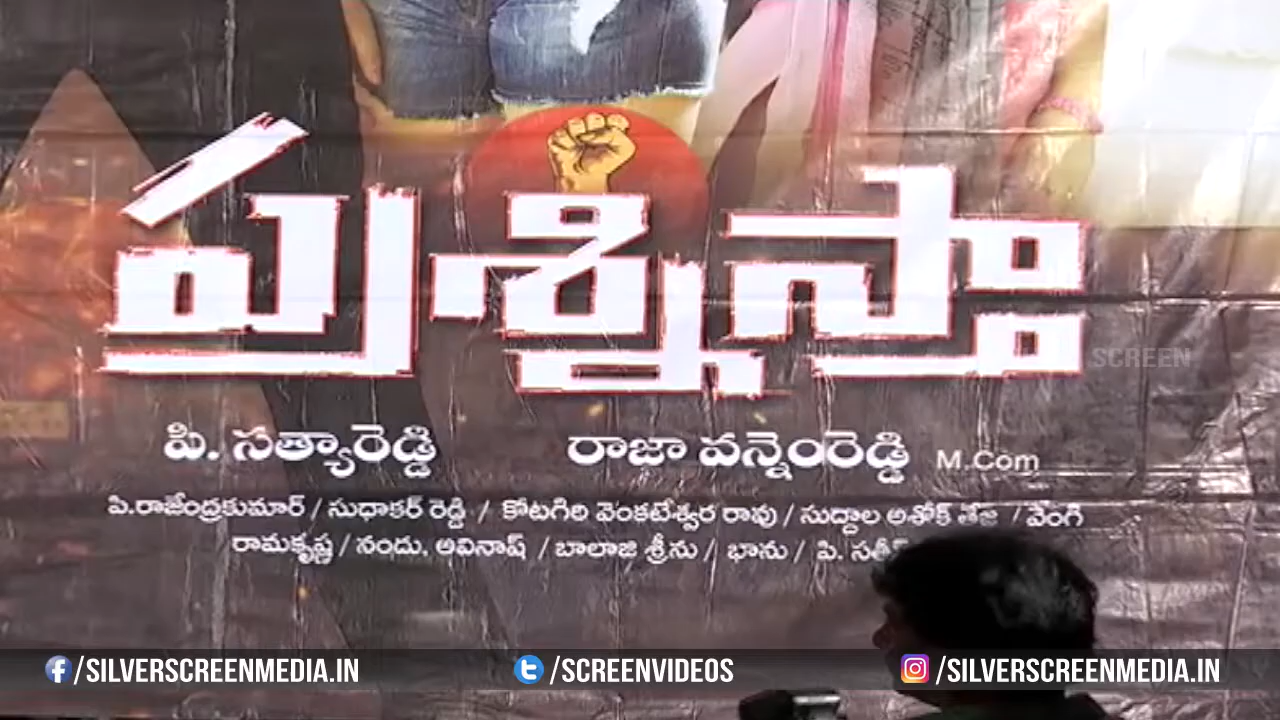 ప్రశ్నిస్తా
SCREEN
పి. సత్యారెడ్డి రాజా వన్నెంరెడ్డి M.Com
పి.రాజేంద్రకుమార్ / సుధాకర్ రెడ్డి / కోటగిరి వెంకటేశ్వర రావు / సుద్దాల అశోక్ తేజ / వెంగి
రామకృష్ణ / నందు, అవినాష్ / బాలాజి శ్రీను / భాను / పి.
/SILVERSCREENMEDIA.IN /SCREENVIDEOS /SILVERSCREENMEDIA.IN